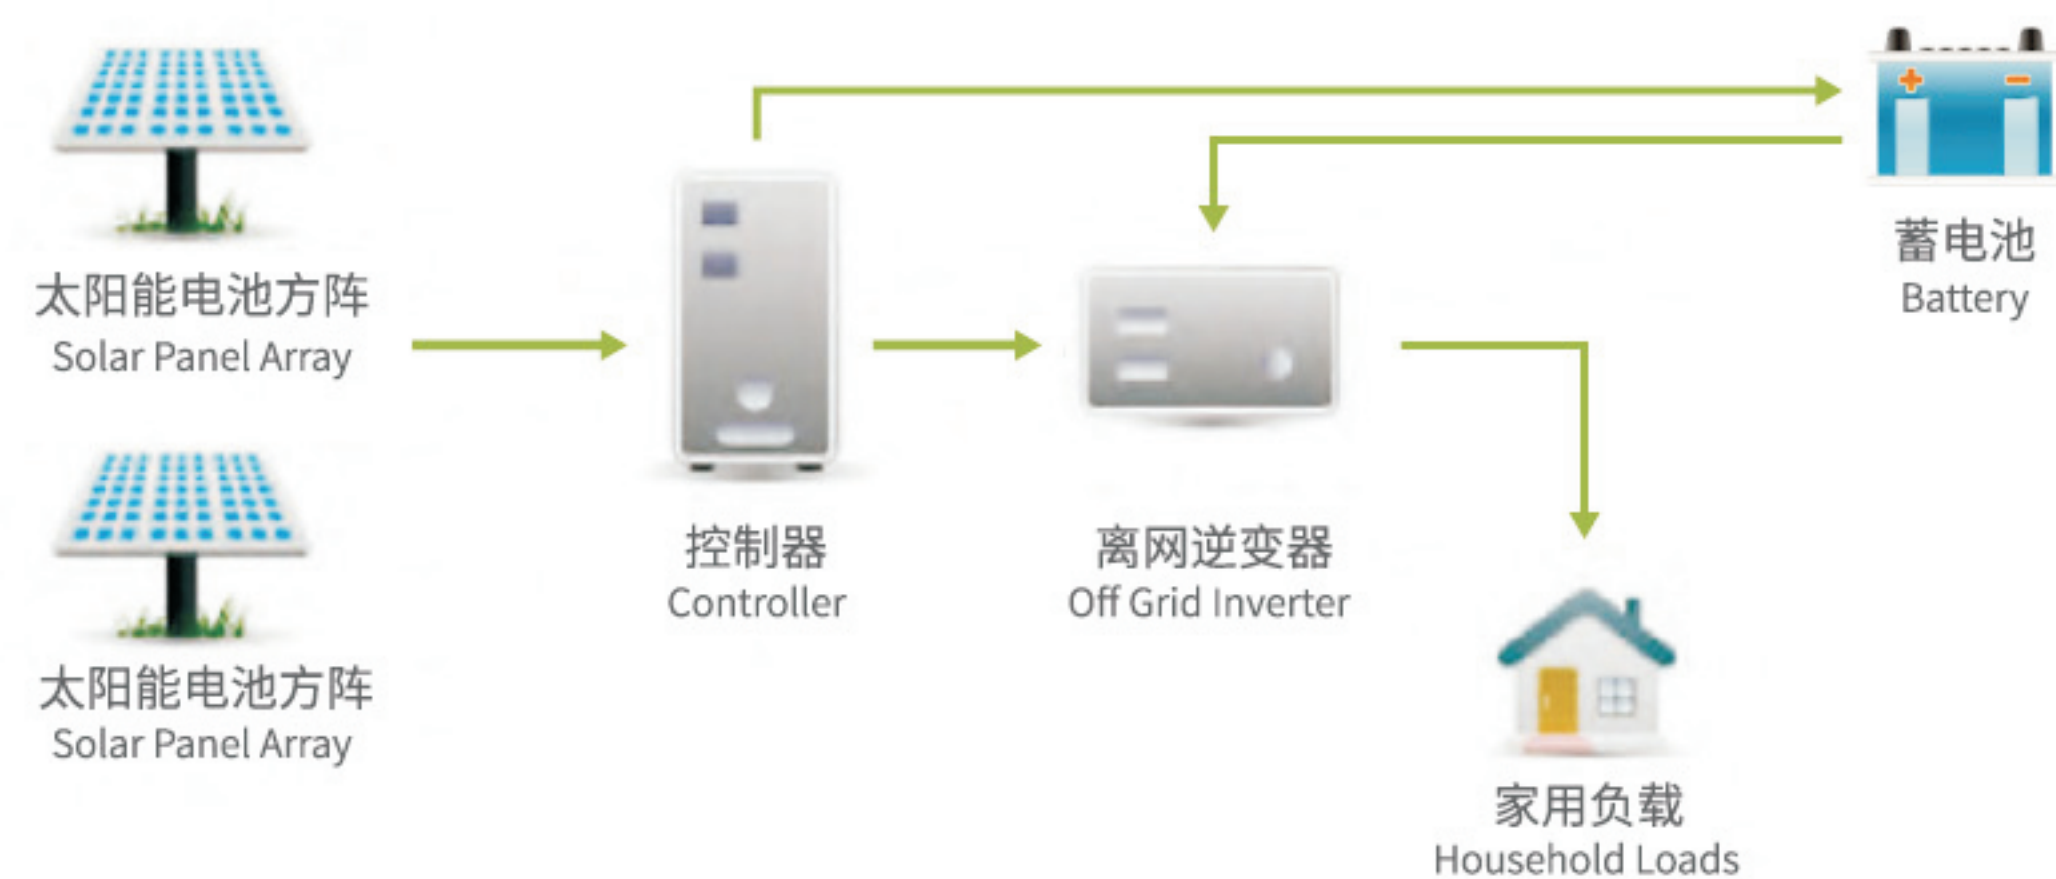 太阳能电池方阵
Solar Panel Array
太阳能电池方阵
Solar Panel Array
控制器
Controller
离网逆变器
Off Grid Inverter
蓄电池
Battery
家用负载
Household Loads